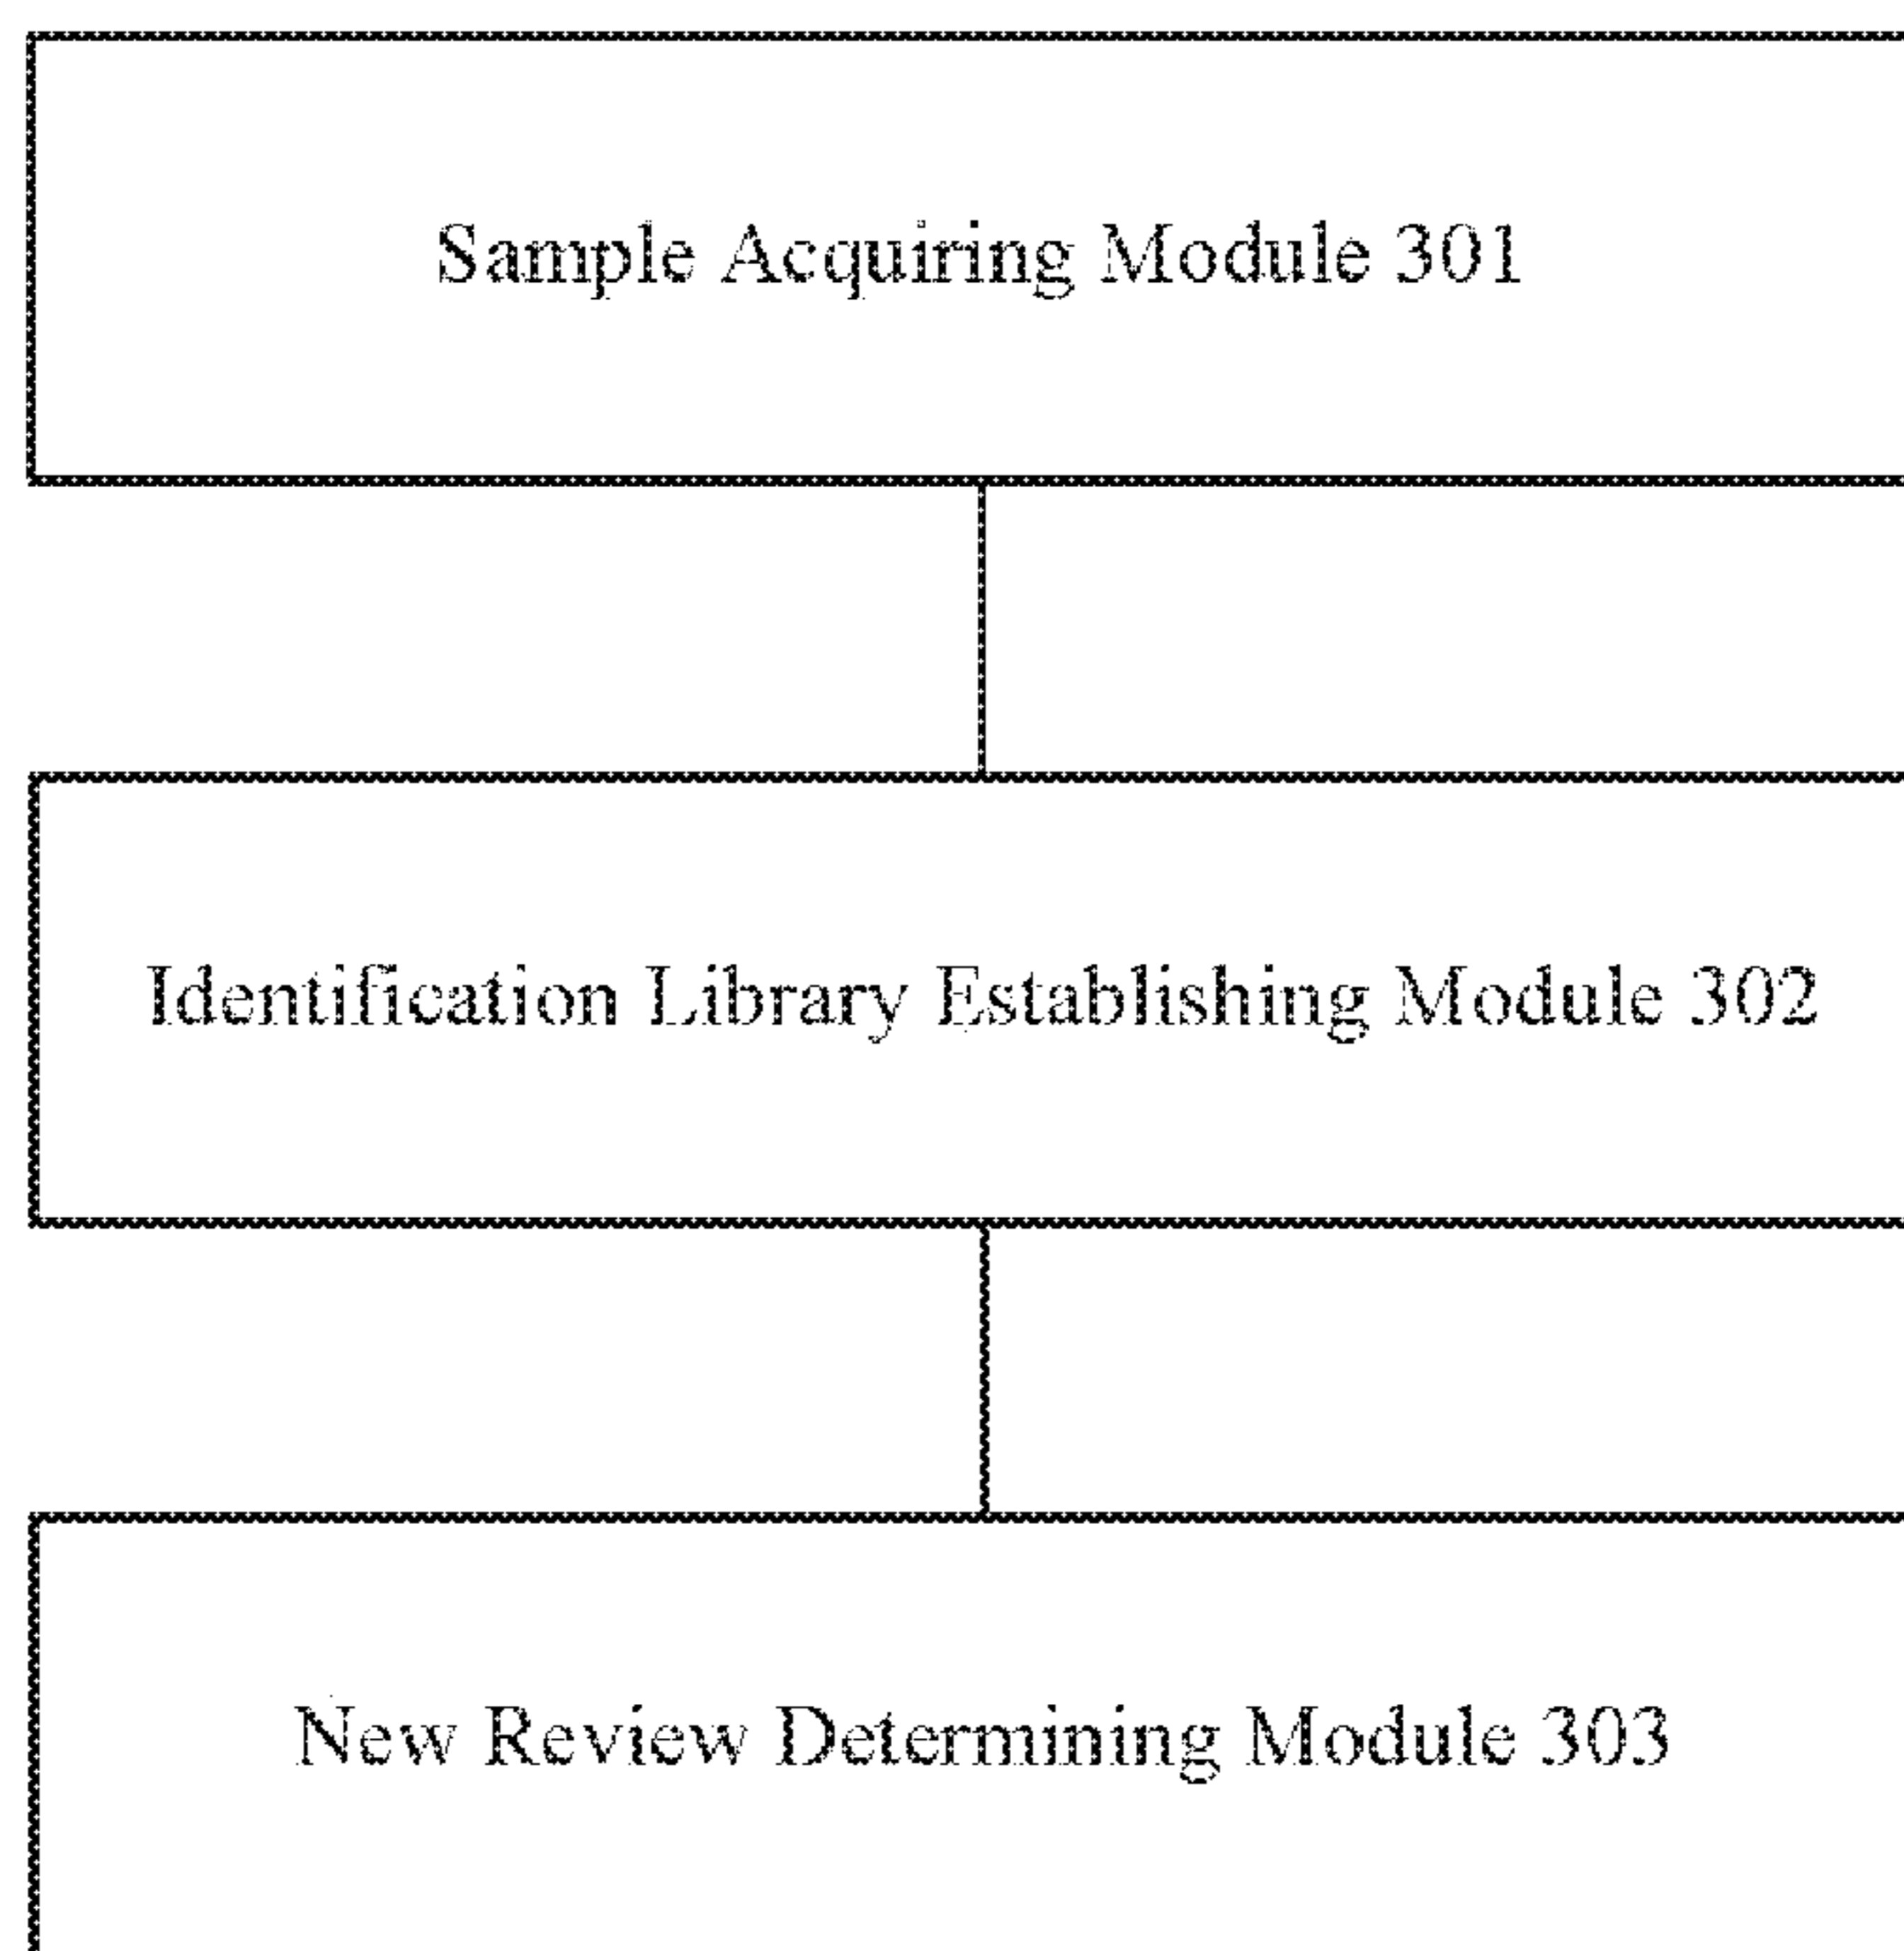 Sample Acquiring Module 301
Identification Library Establishing Module 302
New Review Determining Module 303